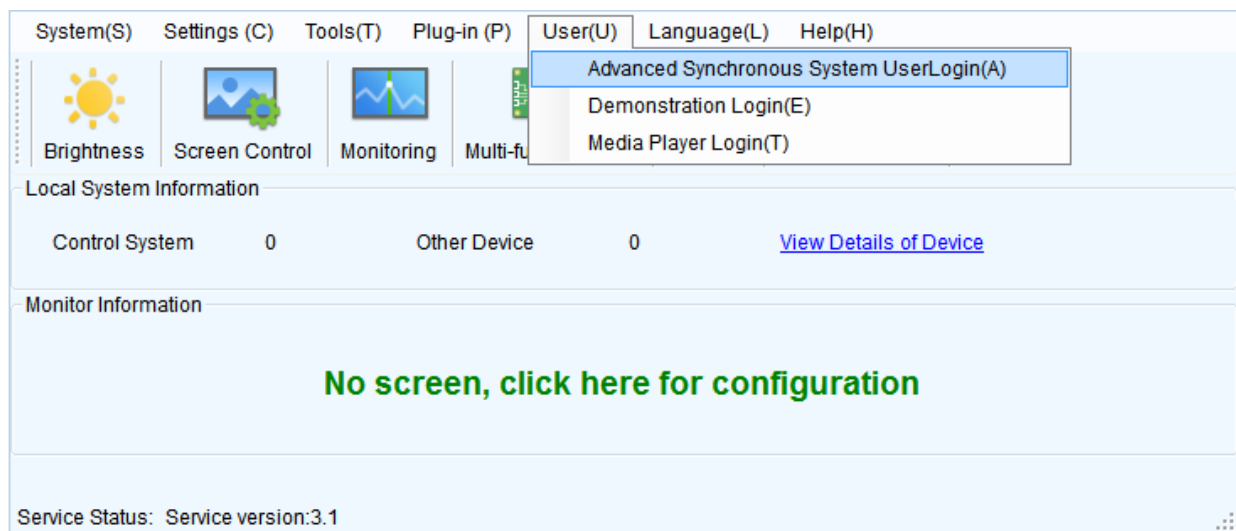 System(S) Settings (C) Tools(T) Plug-in (P) User(U) Language(L) Help(H)
Advanced Synchronous System UserLogin(A)
Demonstration Login(E)
Media Player Login(T)
Brightness Screen Control Monitoring Multi-fu
Local System Information
Control System 0 Other Device 0 View Details of Device
Monitor Information
No screen, click here for configuration
Service Status: Service version:3.1